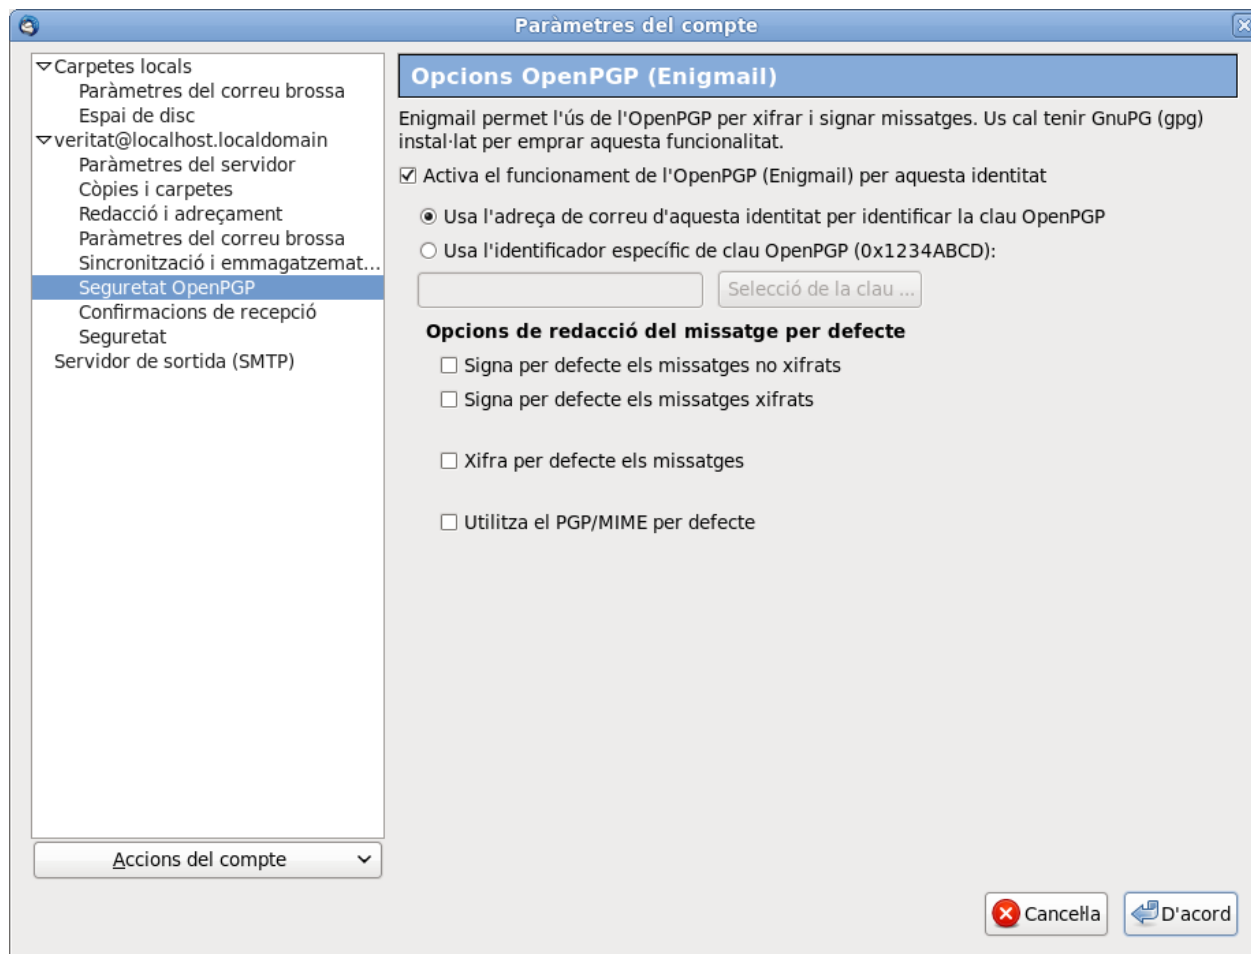 Paràmetres del compte
Carpetes locals
Paràmetres del correu brossa
Espai de disc
veritat@localhost.localdomain
Paràmetres del servidor
Còpies i carpetes
Redacció i adreçament
Paràmetres del correu brossa
Sincronització i emmagatzemat...
Seguretat OpenPGP
Confirmacions de recepció
Seguretat
Servidor de sortida (SMTP)
Accions del compte
Opcions OpenPGP (Enigmail)
Enigmail permet l'ús de l'OpenPGP per xifrar i signar missatges. Us cal tenir GnuPG (gpg)
instal·lat per emprar aquesta funcionalitat.
Activa el funcionament de l'OpenPGP (Enigmail) per aquesta identitat
Usa l'adreça de correu d'aquesta identitat per identificar la clau OpenPGP
Usa l'identificador específic de clau OpenPGP (0x1234ABCD):
Selecció de la clau ...
Opcions de redacció del missatge per defecte
Signa per defecte els missatges no xifrats
Signa per defecte els missatges xifrats
Xifra per defecte els missatges
Utilitza el PGP/MIME per defecte
Canceŀla
D'acord